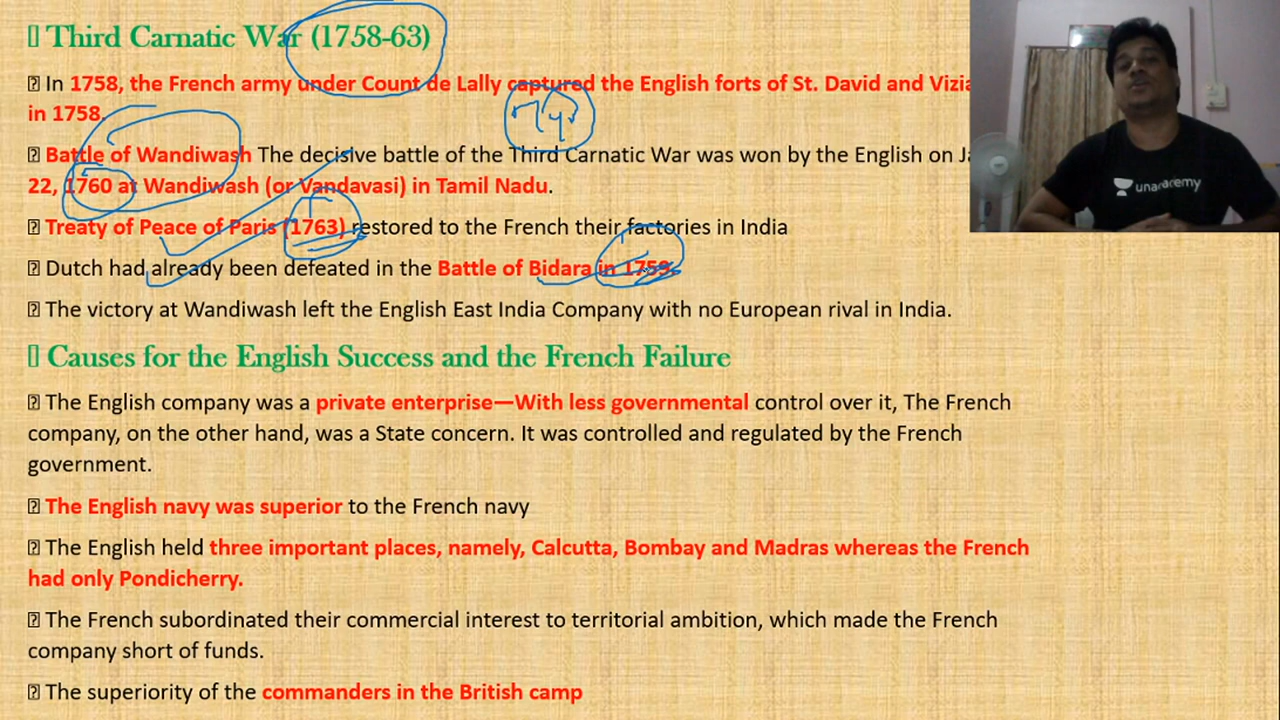 Third Carnatic War (1758-63)
In 1758, the French army under Count de Lally captured the English forts of St. David and Vizia
in 1758.
Battle of Wandiwash The decisive battle of the Third Carnatic War was won by the English on Ja
22, 1760 at Wandiwash (or Vandavasi) in Tamil Nadu.
Treaty of Peace of Paris (1763) restored to the French their factories in India
Dutch had already been defeated in the Battle of Bidara in 1759.
The victory at Wandiwash left the English East India Company with no European rival in India.
Causes for the English Success and the French Failure
The English company was a private enterprise—With less governmental control over it, The French
company, on the other hand, was a State concern. It was controlled and regulated by the French
government.
The English navy was superior to the French navy
The English held three important places, namely, Calcutta, Bombay and Madras whereas the French
had only Pondicherry.
The French subordinated their commercial interest to territorial ambition, which made the French
company short of funds.
The superiority of the commanders in the British camp
unacademy